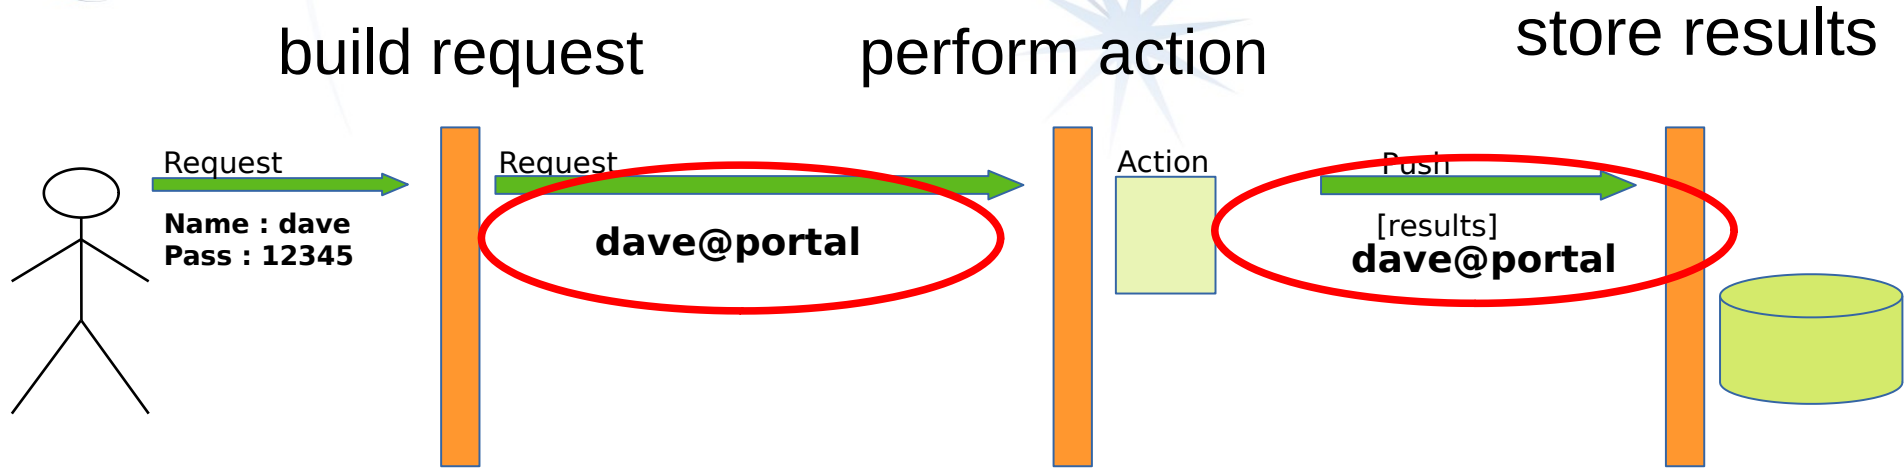 build request
perform action
store results
Request
Name : dave
Pass : 12345
Request
dave@portal
Action
Push
[results]
dave@portal